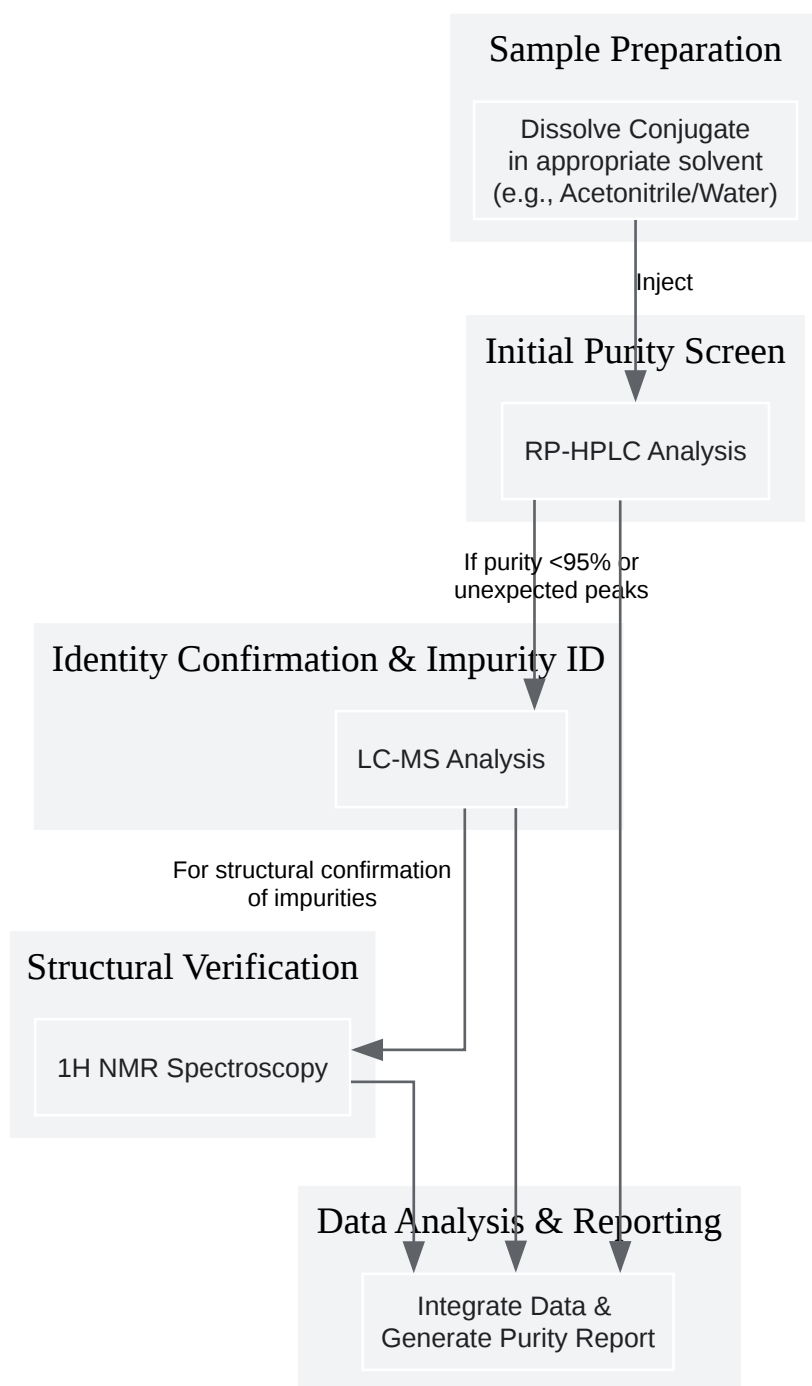 Sample Preparation
Dissolve Conjugate
in appropriate solvent
(e.g., Acetonitrile/Water)
Inject
Initial Purity Screen
RP-HPLC Analysis
If purity <95% or
unexpected peaks
Identity Confirmation & Impurity ID
LC-MS Analysis
For structural confirmation
of impurities
Structural Verification
1H NMR Spectroscopy
Data Analysis & Reporting
Integrate Data &
Generate Purity Report